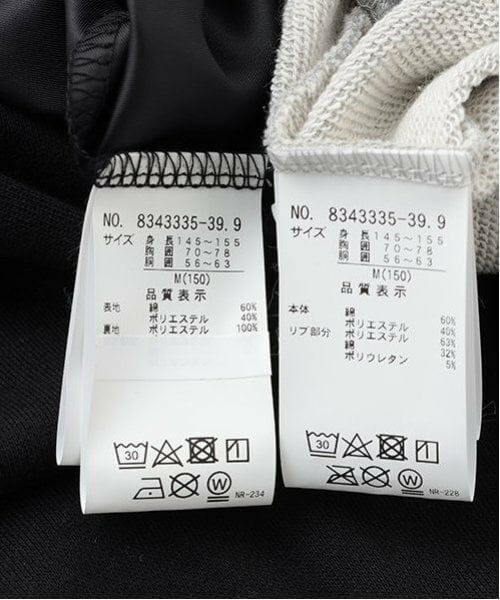 NO. 8343335-39.9
サイズ
身長 145~155
胸囲 70~78
胴囲 56~63
M(150)
品質表示
表地 綿 60%
ポリエステル 40%
裏地 ポリエステル 100%
30
1
W
NR-234
NO. 8343335-39.9
サイズ
身長 145~155
胸囲 70~78
胴囲 56~63
M(150)
品質表示
本体 綿 60%
ポリエステル 40%
リブ部分 綿 63%
ポリエステル 32%
ポリウレタン 5%
30
1
W
NR-228